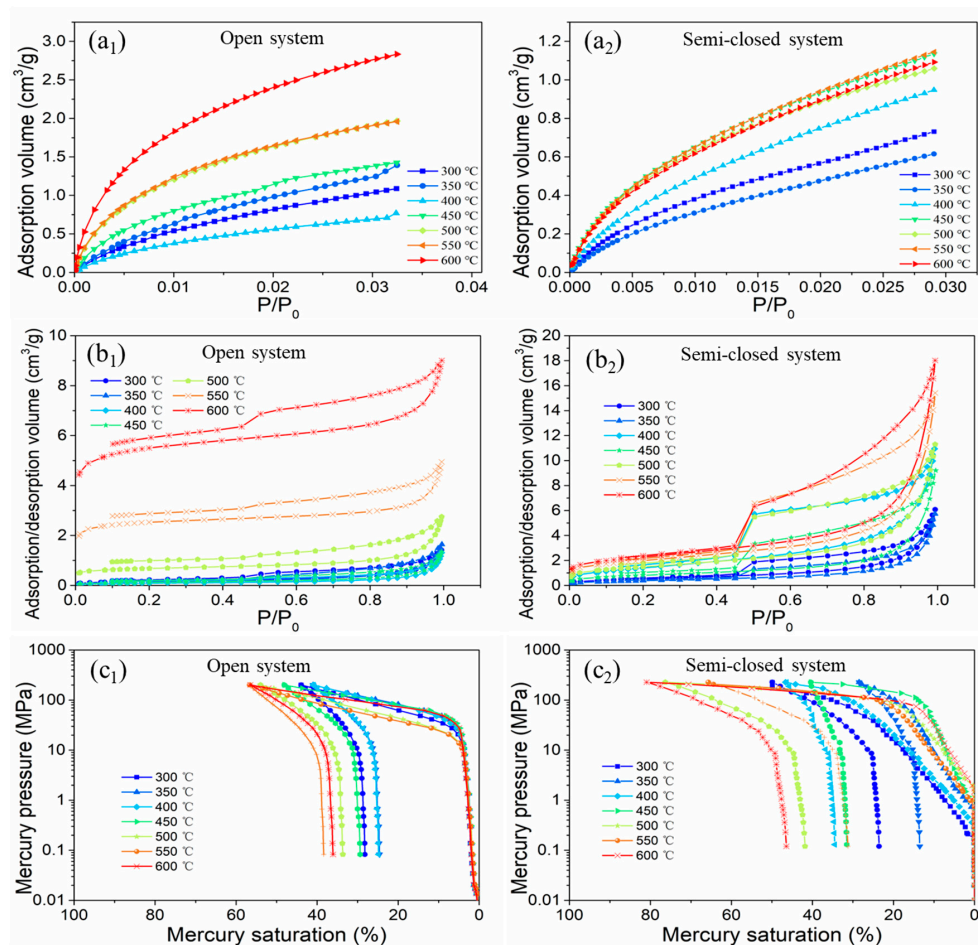 (a1) Open system
Adsorption volume (cm³/g)
3.0
2.5
2.0
1.5
1.0
0.5
0.0
300 ℃
350 ℃
400 ℃
450 ℃
500 ℃
550 ℃
600 ℃
0.00 0.01 0.02 0.03 0.04
P/P0
(a2) Semi-closed system
Adsorption volume (cm³/g)
1.2
1.0
0.8
0.6
0.4
0.2
0.0
300 ℃
350 ℃
400 ℃
450 ℃
500 ℃
550 ℃
600 ℃
0.000 0.005 0.010 0.015 0.020 0.025 0.030
P/P0
(b1) Open system
Adsorption/desorption volume (cm³/g)
10
8
6
4
2
0
300 ℃ 500 ℃
350 ℃ 550 ℃
400 ℃ 600 ℃
450 ℃
0.0 0.2 0.4 0.6 0.8 1.0
P/P0
(b2) Semi-closed system
Adsorption/desorption volume (cm³/g)
20
18
16
14
12
10
8
6
4
2
0
300 ℃
350 ℃
400 ℃
450 ℃
500 ℃
550 ℃
600 ℃
0.0 0.2 0.4 0.6 0.8 1.0
P/P0
(c1) Open system
Mercury pressure (MPa)
1000
100
10
1
0.1
0.01
300 ℃
350 ℃
400 ℃
450 ℃
500 ℃
550 ℃
600 ℃
100 80 60 40 20 0
Mercury saturation (%)
(c2) Semi-closed system
Mercury pressure (MPa)
1000
100
10
1
0.1
0.01
300 ℃
350 ℃
400 ℃
450 ℃
500 ℃
550 ℃
600 ℃
100 80 60 40 20 0
Mercury saturation (%)